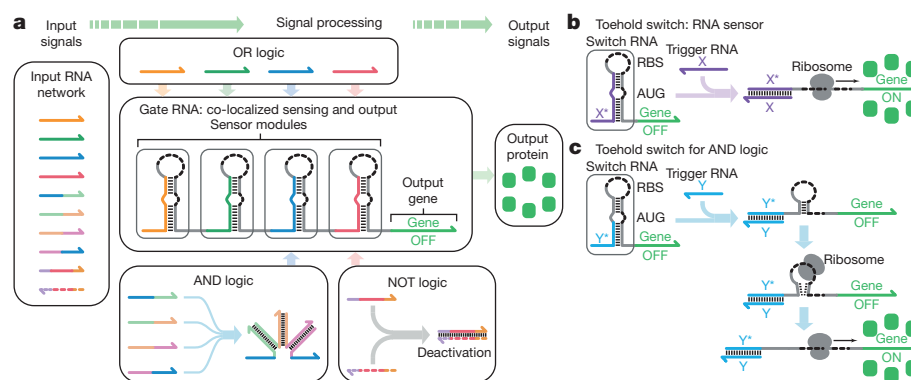 a
Input
signals
Signal processing
Output
signals
OR logic
Input RNA
network
Gate RNA: co-localized sensing and output
Sensor modules
Output
gene
Gene
OFF
Output
protein
AND logic
NOT logic
Deactivation
b
Toehold switch: RNA sensor
Switch RNA
RBS
AUG
X*
Gene
OFF
Trigger RNA
X
X*
X
Ribosome
Gene
ON
c
Toehold switch for AND logic
Switch RNA
RBS
AUG
Y*
Gene
OFF
Trigger RNA
Y
Y*
Y
Gene
OFF
Ribosome
Y*
Y
Gene
OFF
Y*
Y
Gene
ON